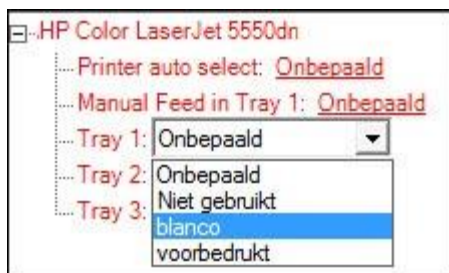 HP Color LaserJet 5550dn
Printer auto select: Onbepaald
Manual Feed in Tray 1: Onbepaald
Tray 1: Onbepaald
Tray 2: Onbepaald
Niet gebruikt
Tray 3: blanco
voorbedrukt